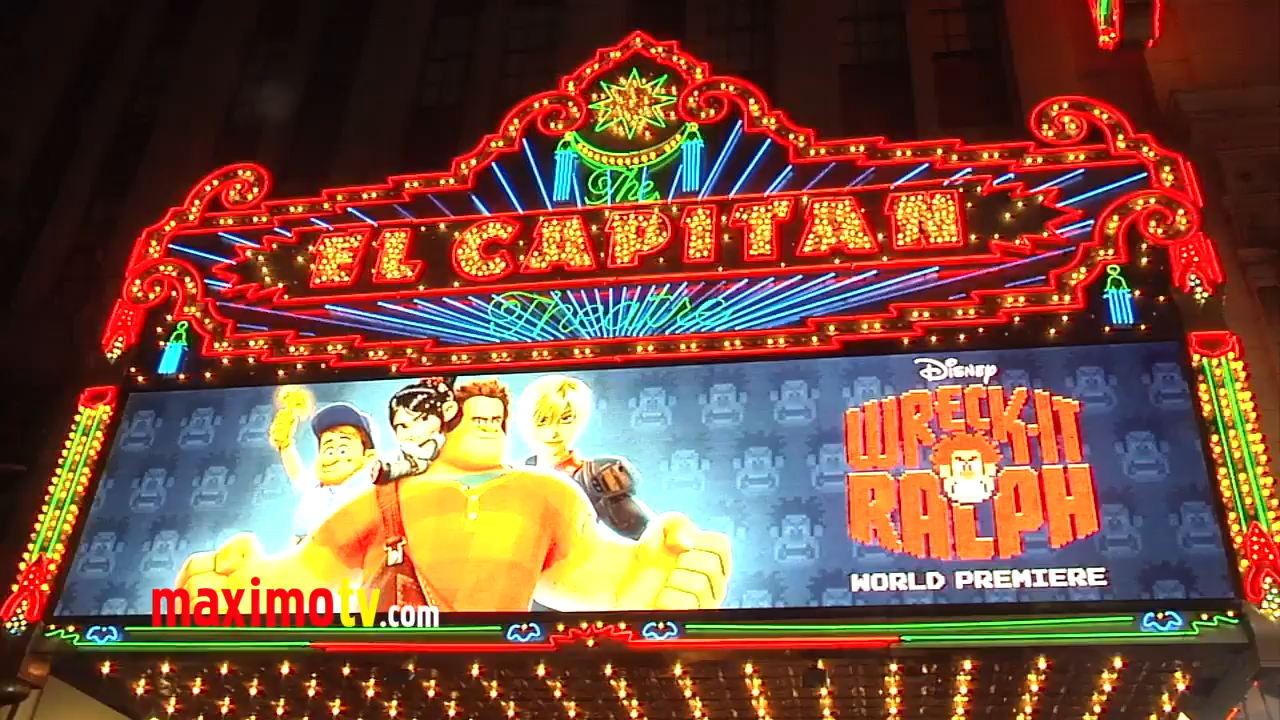 The
EL CAPITAN
Theatre
DISNEY
WRECK-IT
RALPH
WORLD PREMIERE
maximotv.com